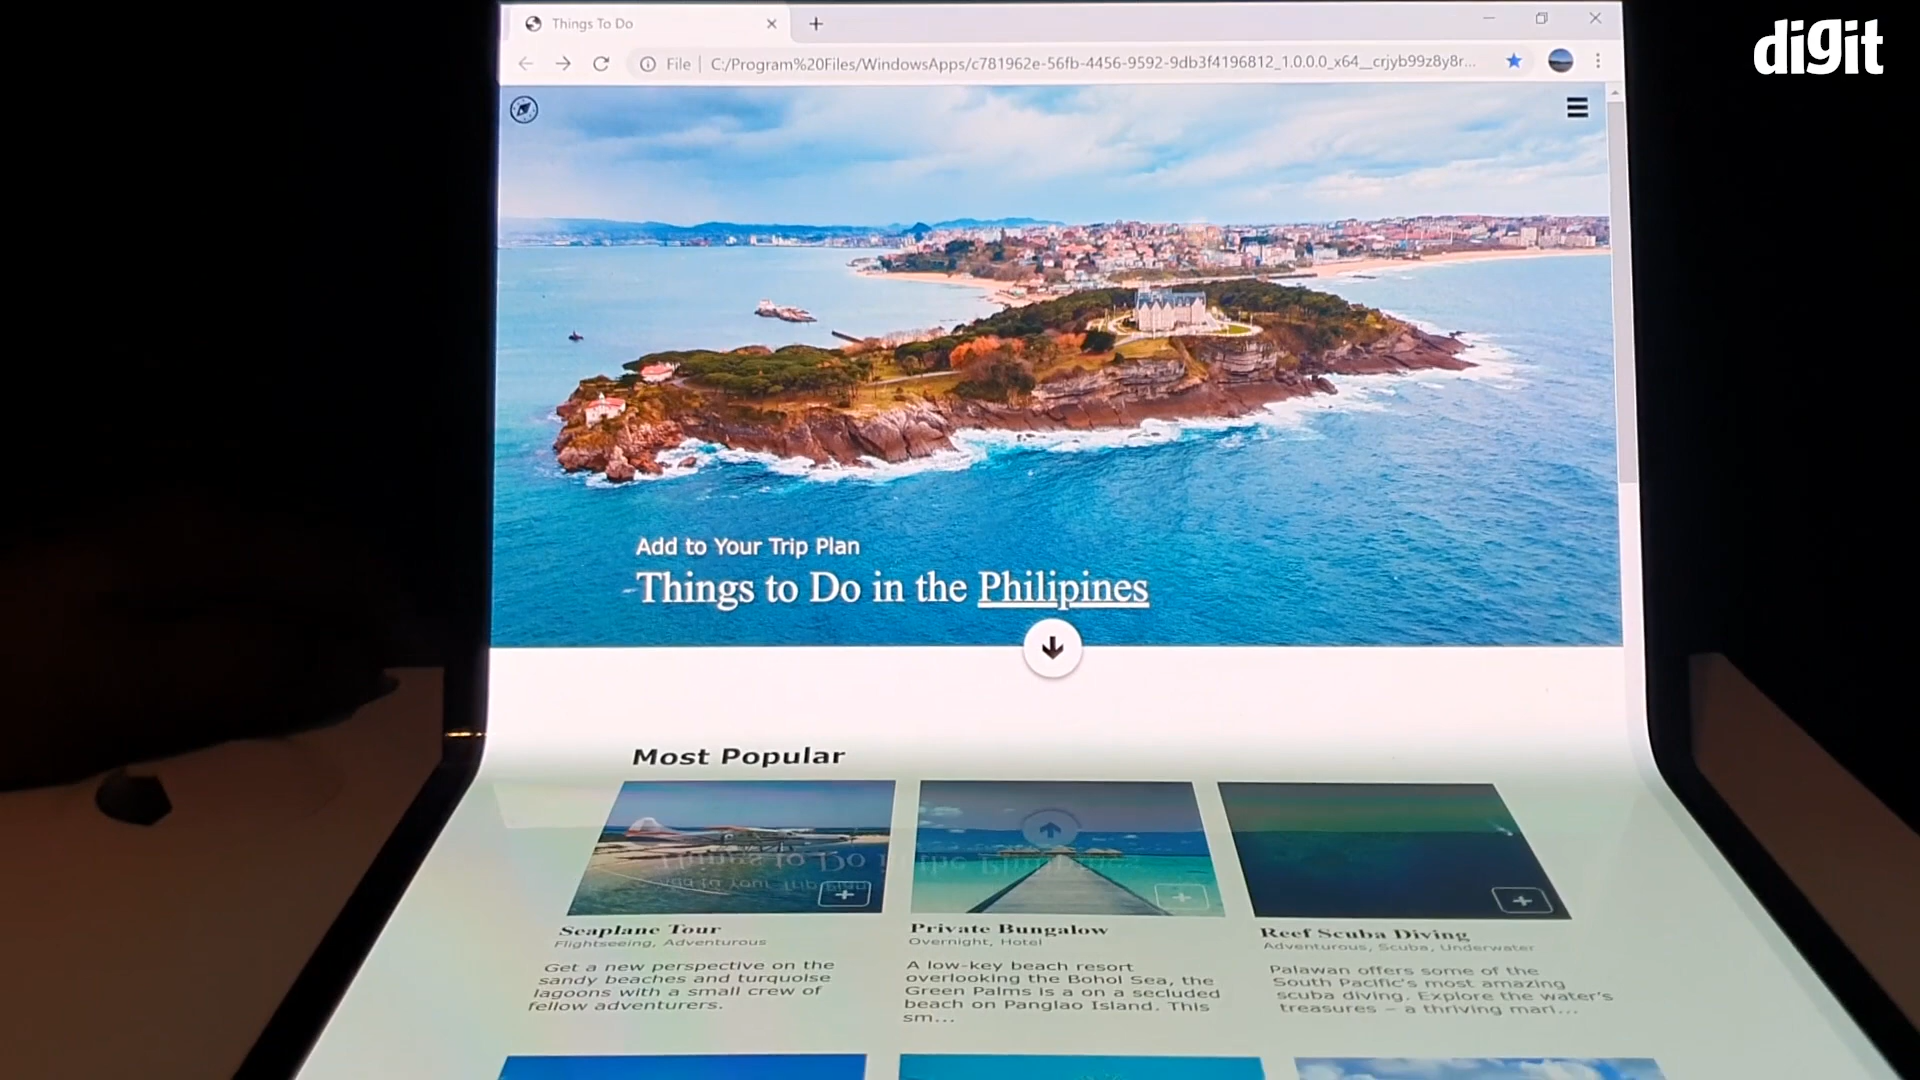 Things To Do
digit
File | C:/Program%20Files/WindowsApps/c781962e-56fb-4456-9592-9db3f4196812_1.0.0.0_x64__crjyb99z8y8r...
Add to Your Trip Plan
Things to Do in the Philipines
Most Popular
Seaplane Tour
Flightseeing, Adventurous
Get a new perspective on the
sandy beaches and turquoise
lagoons with a small crew of
fellow adventurers.
Private Bungalow
Overnight, Hotel
A low-key beach resort
overlooking the Bohol Sea, the
Green Palms is a on a secluded
beach on Panglao Island. This
sm...
Reef Scuba Diving
Adventurous, Scuba, Underwater
Palawan offers some of the
South Pacific's most amazing
scuba diving. Explore the water's
treasures – a thriving mari...